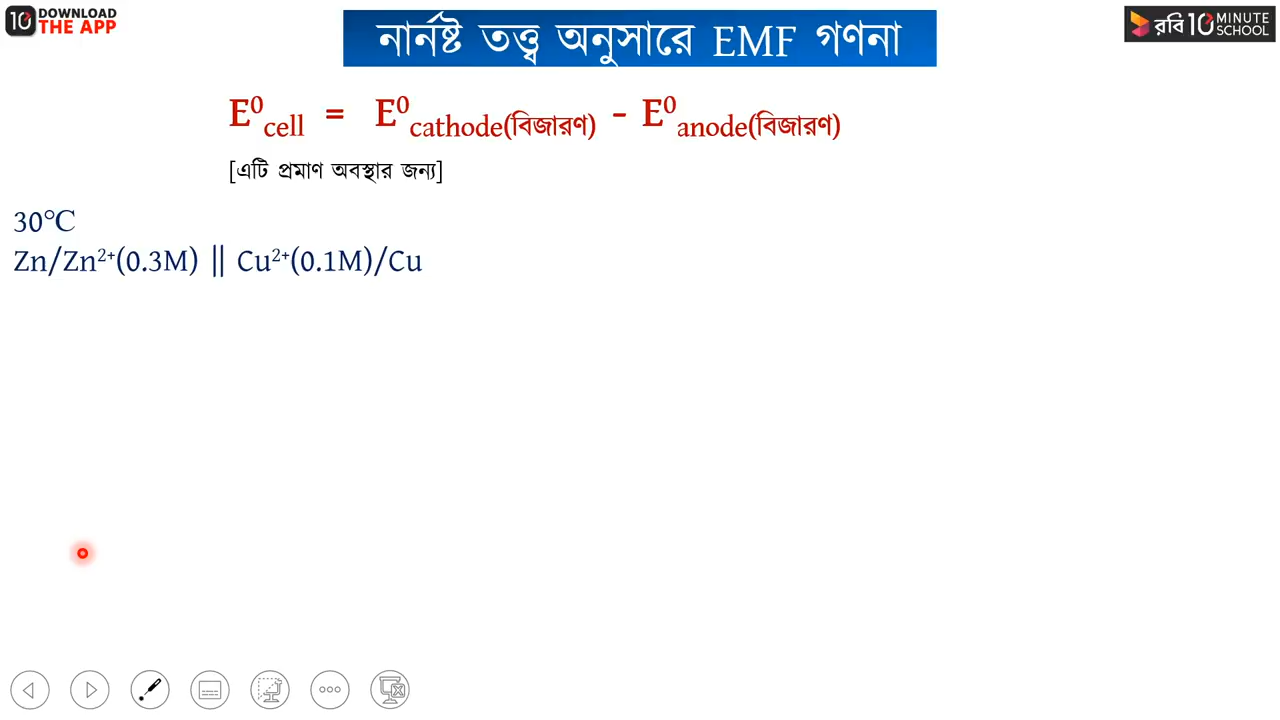 10 DOWNLOAD
THE APP
নার্নষ্ট তত্ত্ব অনুসারে EMF গণনা
রবি 10 MINUTE
SCHOOL
E⁰cell = E⁰cathode(বিজারণ) - E⁰anode(বিজারণ)
[এটি প্রমাণ অবস্থার জন্য]
30℃
Zn/Zn²⁺(0.3M) || Cu²⁺(0.1M)/Cu